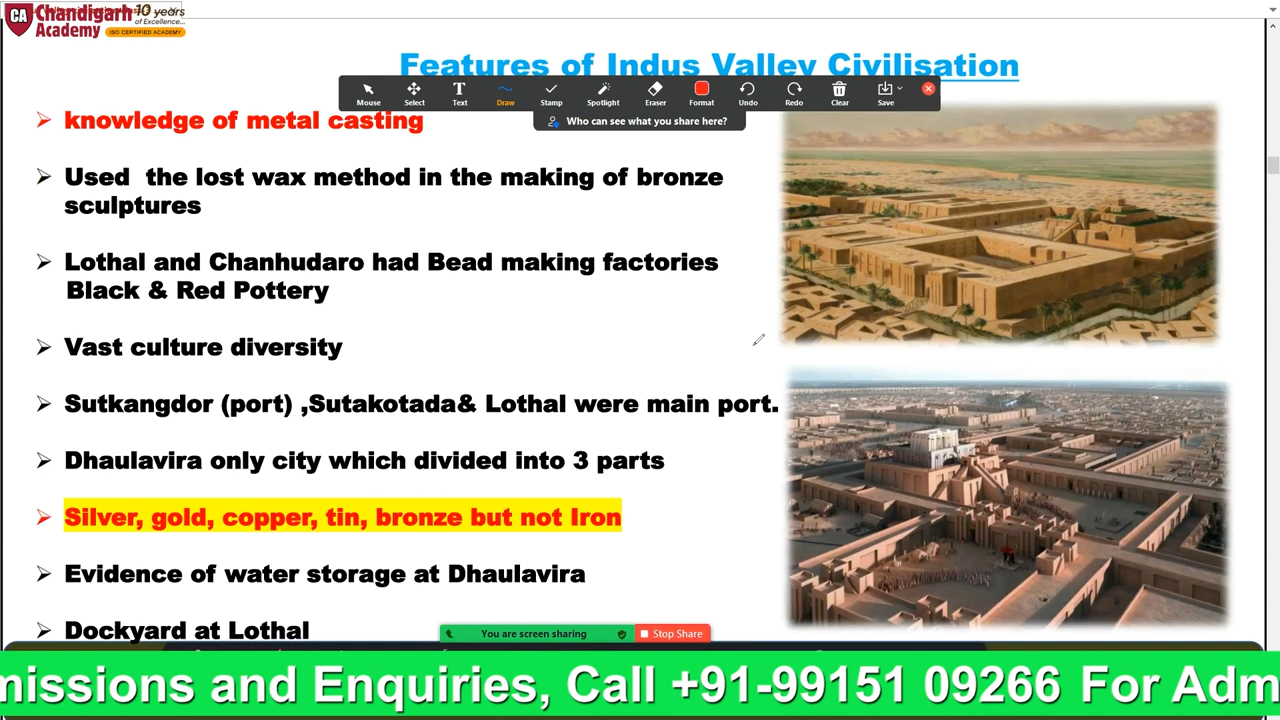 CA Chandigarh Academy
10 years of Excellence...
ISO CERTIFIED ACADEMY
Features of Indus Valley Civilisation
Mouse Select Text Draw Stamp Spotlight Eraser Format Undo Redo Clear Save
Who can see what you share here?
knowledge of metal casting
Used the lost wax method in the making of bronze
sculptures
Lothal and Chanhudaro had Bead making factories
Black & Red Pottery
Vast culture diversity
Sutkangdor (port) ,Sutakotada& Lothal were main port.
Dhaulavira only city which divided into 3 parts
Silver, gold, copper, tin, bronze but not Iron
Evidence of water storage at Dhaulavira
Dockyard at Lothal
You are screen sharing Stop Share
missions and Enquiries, Call +91-99151 09266 For Adm